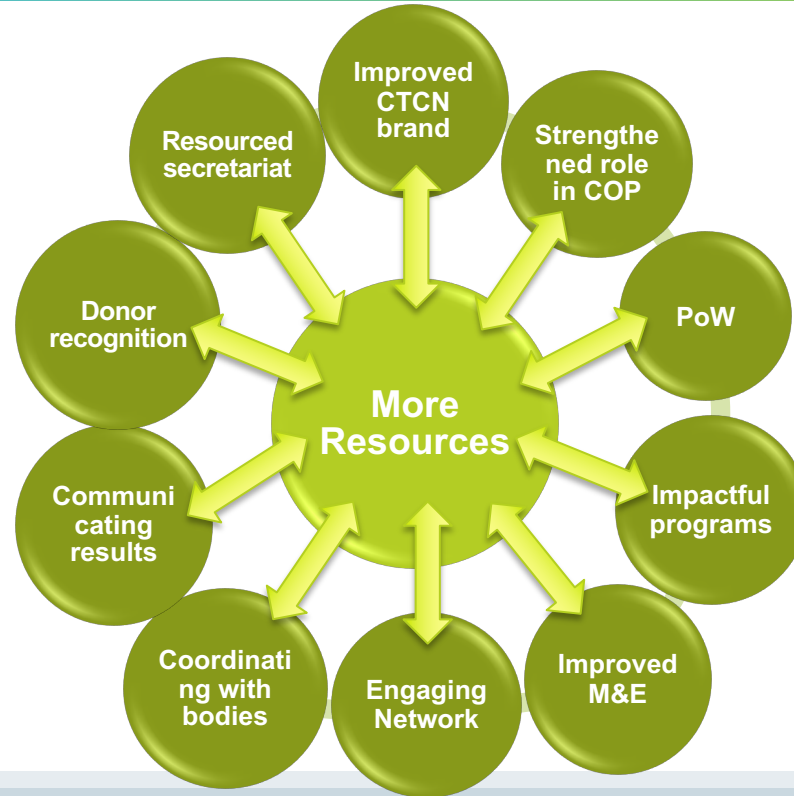 Improved
CTCN
brand
Strengthe
ned role
in COP
PoW
Impactful
programs
Improved
M&E
Engaging
Network
Coordinati
ng with
bodies
Communi
cating
results
Donor
recognition
Resourced
secretariat
More
Resources